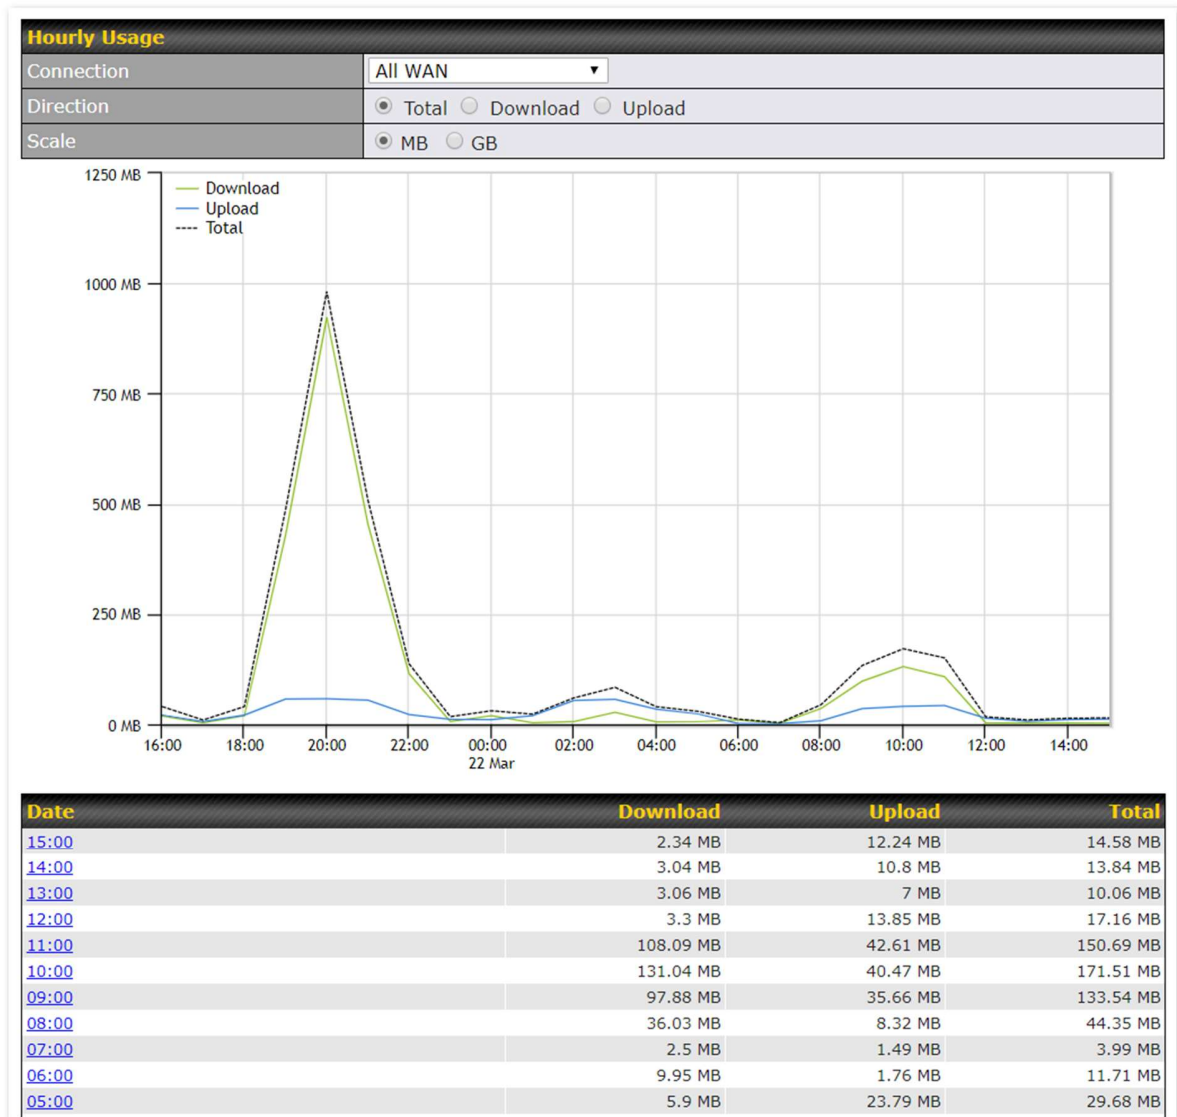 Hourly Usage
Connection All WAN
Direction Total Download Upload
Scale MB GB
1250 MB
Download
Upload
Total
1000 MB
750 MB
500 MB
250 MB
0 MB
16:00 18:00 20:00 22:00 00:00 02:00 04:00 06:00 08:00 10:00 12:00 14:00
22 Mar
Date Download Upload Total
15:00 2.34 MB 12.24 MB 14.58 MB
14:00 3.04 MB 10.8 MB 13.84 MB
13:00 3.06 MB 7 MB 10.06 MB
12:00 3.3 MB 13.85 MB 17.16 MB
11:00 108.09 MB 42.61 MB 150.69 MB
10:00 131.04 MB 40.47 MB 171.51 MB
09:00 97.88 MB 35.66 MB 133.54 MB
08:00 36.03 MB 8.32 MB 44.35 MB
07:00 2.5 MB 1.49 MB 3.99 MB
06:00 9.95 MB 1.76 MB 11.71 MB
05:00 5.9 MB 23.79 MB 29.68 MB